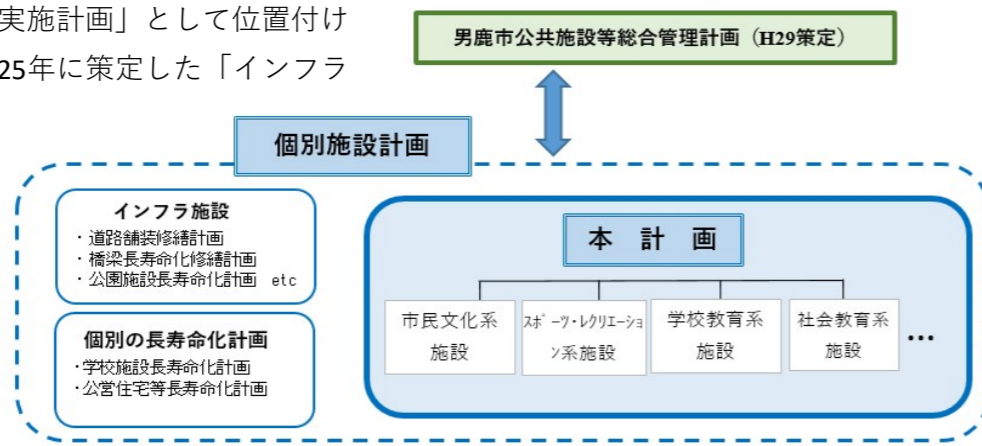 実施計画」として位置付け
25年に策定した「インフラ
男鹿市公共施設等総合管理計画（H29策定）
個別施設計画
インフラ施設
・道路舗装修繕計画
・橋梁長寿命化修繕計画
・公園施設長寿命化計画 etc
個別の長寿命化計画
・学校施設長寿命化計画
・公営住宅等長寿命化計画
本 計 画
市民文化系
施設
ｽﾎﾟｰﾂ・ﾚｸﾘｴｰｼｮ
ﾝ系施設
学校教育系
施設
社会教育系
施設
…